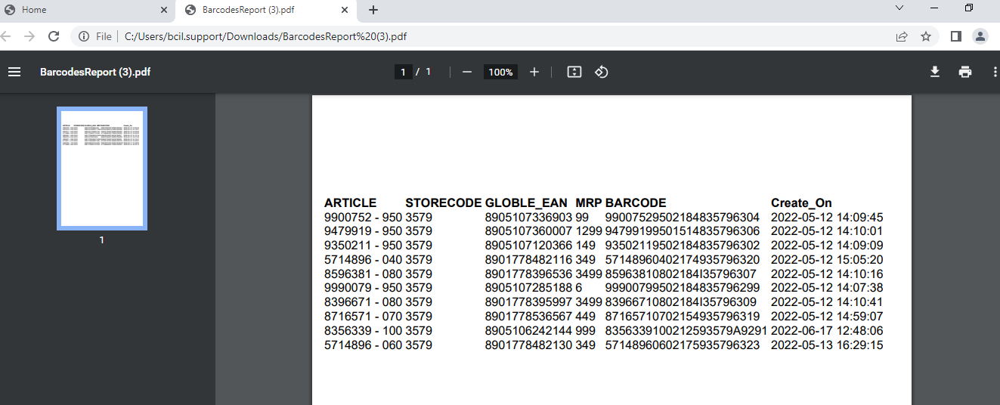 Home
BarcodesReport (3).pdf
File | C:/Users/bcil.support/Downloads/BarcodesReport%20(3).pdf
BarcodesReport (3).pdf
1 / 1
100%
1
ARTICLE STORECODE GLOBLE_EAN MRP BARCODE Create_On
9900752 - 950 3579 8905107336903 99 99007529502184835796304 2022-05-12 14:09:45
9479919 - 950 3579 8905107360007 1299 94799199501514835796306 2022-05-12 14:10:01
9350211 - 950 3579 8905107120366 149 93502119502184835796302 2022-05-12 14:09:09
5714896 - 040 3579 8901778482116 349 57148960402174935796320 2022-05-12 15:05:20
8596381 - 080 3579 8901778396536 3499 85963810802184I35796307 2022-05-12 14:10:16
9990079 - 950 3579 8905107285188 6 99900799502184835796299 2022-05-12 14:07:38
8396671 - 080 3579 8901778395997 3499 83966710802184I35796309 2022-05-12 14:10:41
8716571 - 070 3579 8901778536567 449 87165710702154935796319 2022-05-12 14:59:07
8356339 - 100 3579 8905106242144 999 8356339100212593579A9291 2022-06-17 12:48:06
5714896 - 060 3579 8901778482130 349 57148960602175935796323 2022-05-13 16:29:15